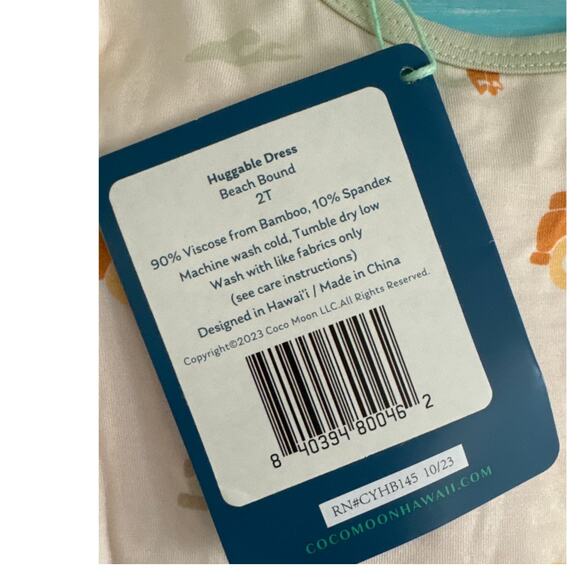 Huggable Dress
Beach Bound
2T
90% Viscose from Bamboo, 10% Spandex
Machine wash cold, Tumble dry low
Wash with like fabrics only
(see care instructions)
Designed in Hawai'i / Made in China
Copyright©2023 Coco Moon LLC.All Rights Reserved.
8 40394 80046 2
RN#CYHB145 10/23
COCOMOONHAWAII.COM